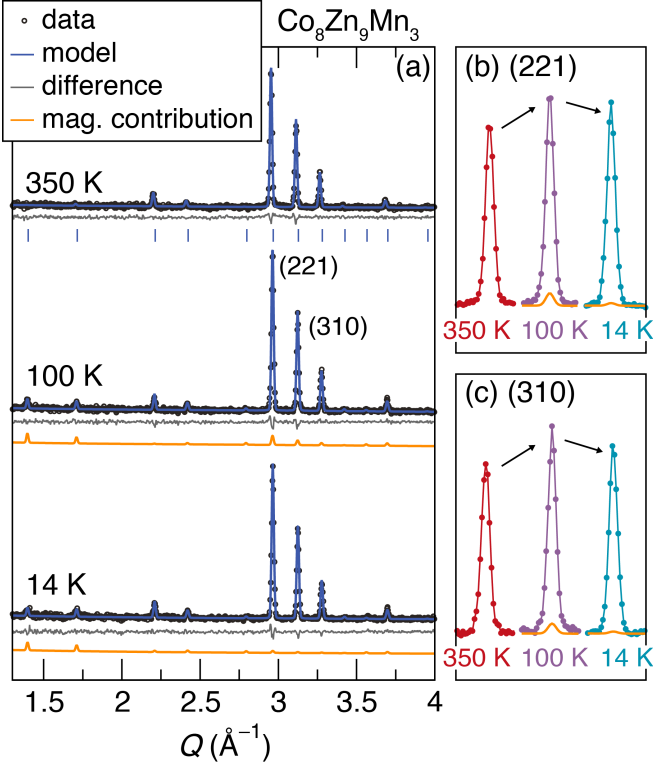 data
model
difference
mag. contribution
Co₈Zn₉Mn₃
(a)
350 K
(221)
(310)
100 K
14 K
1.5 2 2.5 3 3.5 4
Q (Å⁻¹)
(b) (221)
350 K 100 K 14 K
(c) (310)
350 K 100 K 14 K